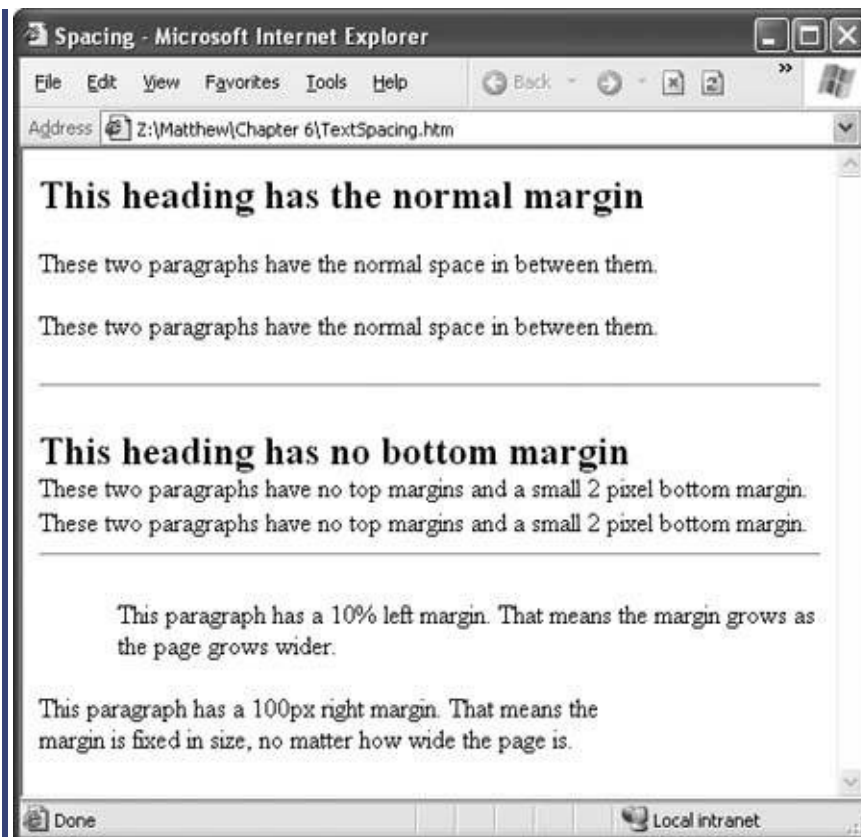 Spacing - Microsoft Internet Explorer
File Edit View Favorites Tools Help Back »
Address Z:\Matthew\Chapter 6\TextSpacing.htm
This heading has the normal margin
These two paragraphs have the normal space in between them.
These two paragraphs have the normal space in between them.
This heading has no bottom margin
These two paragraphs have no top margins and a small 2 pixel bottom margin.
These two paragraphs have no top margins and a small 2 pixel bottom margin.
This paragraph has a 10% left margin. That means the margin grows as
the page grows wider.
This paragraph has a 100px right margin. That means the
margin is fixed in size, no matter how wide the page is.
Done Local intranet